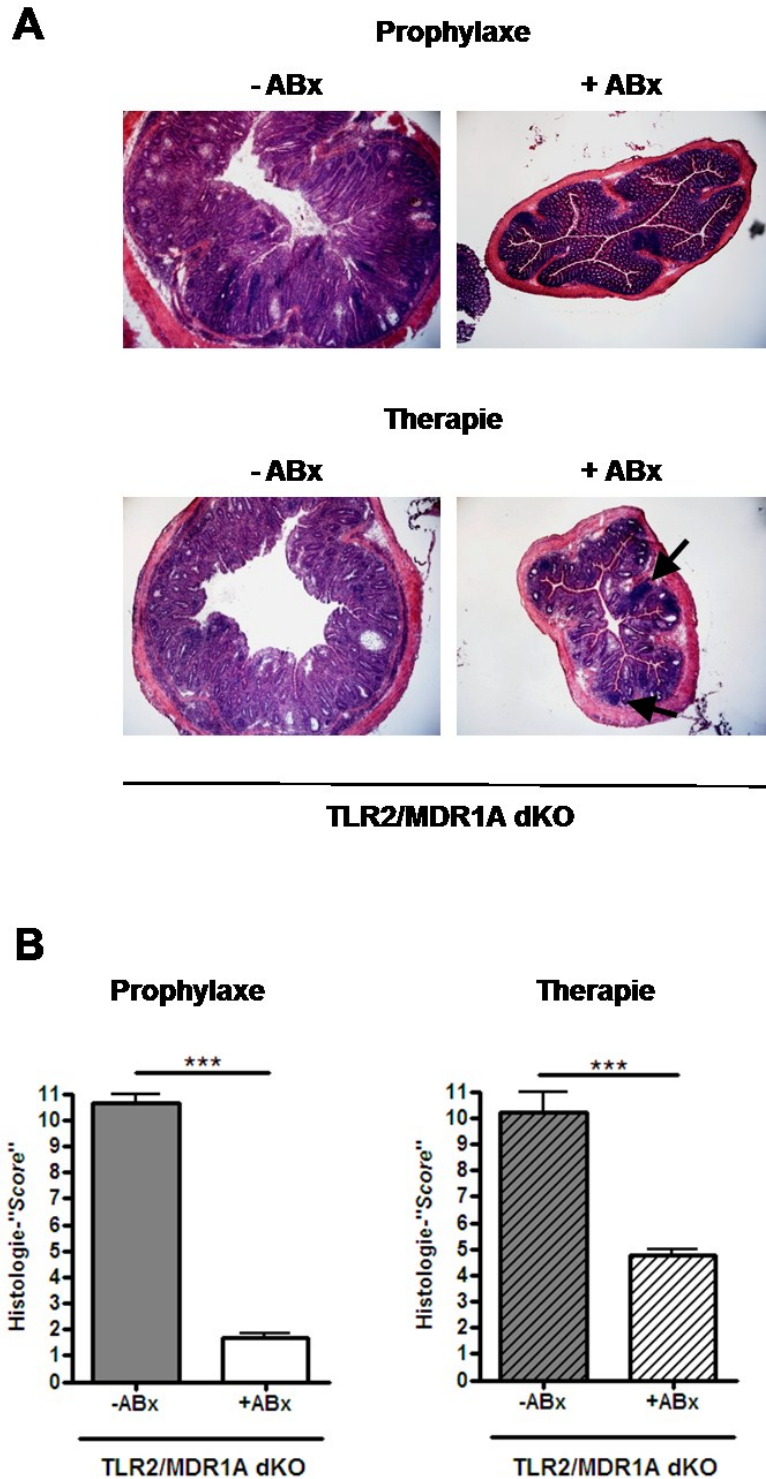 A
Prophylaxe
- ABx
+ ABx
Therapie
- ABx
+ ABx
TLR2/MDR1A dKO
B
Prophylaxe
Therapie
***
11
10
9
8
7
6
5
4
3
2
1
0
Histologie-"Score"
-ABx
+ABx
TLR2/MDR1A dKO
***
11
10
9
8
7
6
5
4
3
2
1
0
Histologie-"Score"
-ABx
+ABx
TLR2/MDR1A dKO